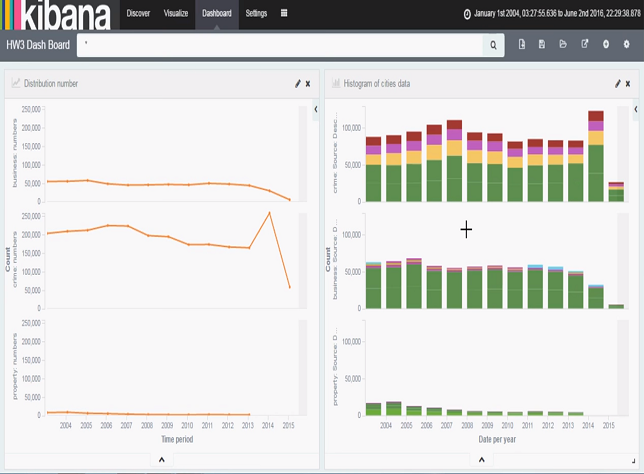 kibana
Discover Visualize Dashboard Settings
January 1st 2004, 03:27:55.636 to June 2nd 2016, 22:29:38.878
HW3 Dash Board
*
Distribution number
250,000
200,000
150,000
100,000
50,000
0
business: numbers
250,000
200,000
150,000
100,000
50,000
0
Count
crime: numbers
250,000
200,000
150,000
100,000
50,000
0
property: numbers
2004 2005 2006 2007 2008 2009 2010 2011 2012 2013 2014 2015
Time period
Histogram of cities data
100,000
50,000
0
crime: Source: Desc...
100,000
50,000
0
Count
business: Source: D...
100,000
50,000
0
property: Source: D...
2004 2005 2006 2007 2008 2009 2010 2011 2012 2013 2014 2015
Date per year